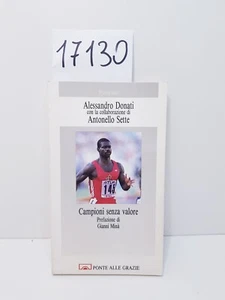 17130
Alessandro Donati
con la collaborazione di
Antonello Sette
144
Campioni senza valore
Prefazione di
Gianni Minà
PONTE ALLE GRAZIE